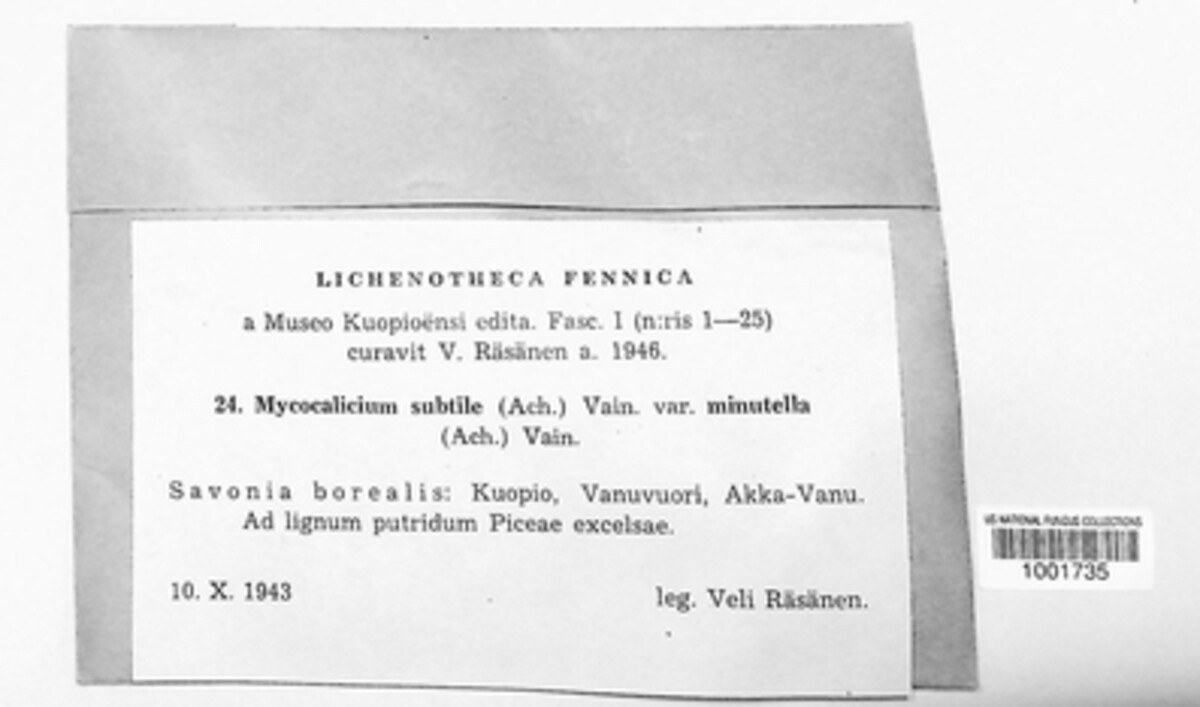 LICHENOTHECA FENNICA
a Museo Kuopioënsi edita. Fasc. I (n:ris 1—25)
curavit V. Räsänen a. 1946.
24. Mycocalicium subtile (Ach.) Vain. var. minutella
(Ach.) Vain.
Savonia borealis: Kuopio, Vanuvuori, Akka-Vanu.
Ad lignum putridum Piceae excelsae.
10. X. 1943 leg. Veli Räsänen.
US NATIONAL FUNGUS COLLECTIONS
1001735